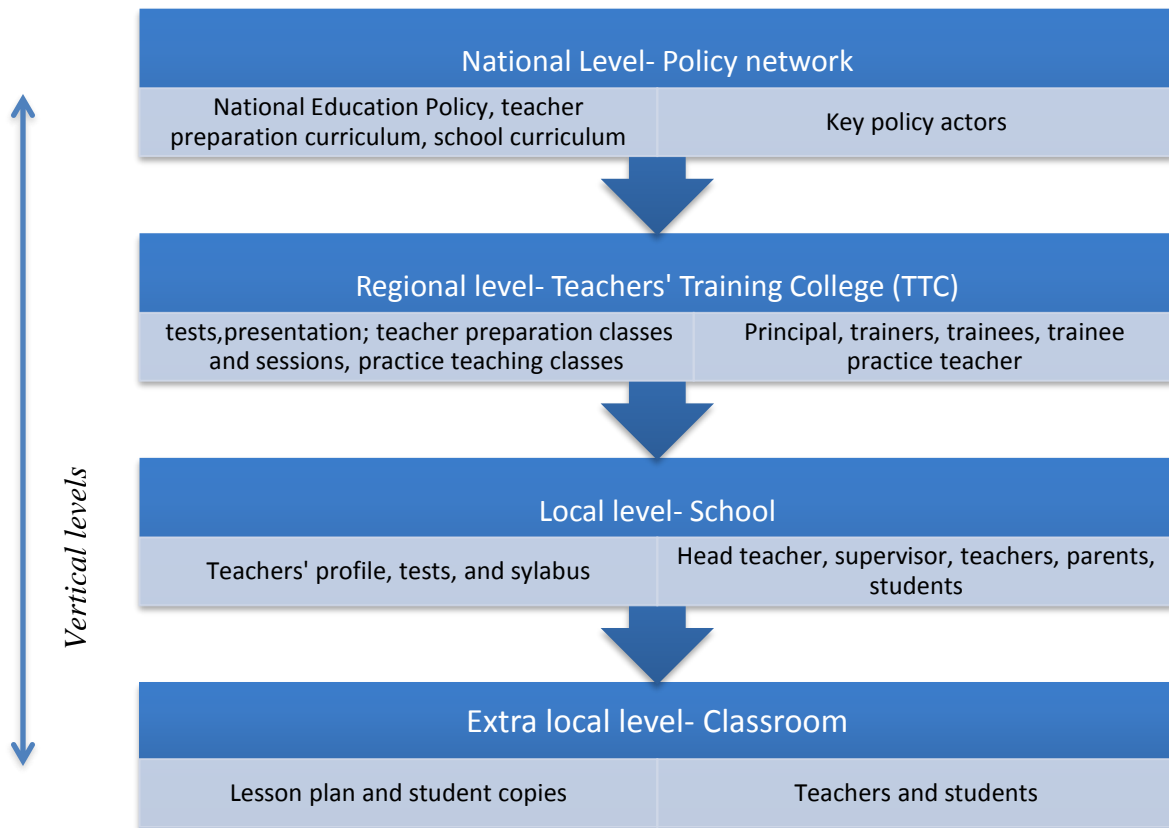 National Level- Policy network
National Education Policy, teacher
preparation curriculum, school curriculum
Key policy actors
Regional level- Teachers' Training College (TTC)
tests,presentation; teacher preparation classes
and sessions, practice teaching classes
Principal, trainers, trainees, trainee
practice teacher
Local level- School
Teachers' profile, tests, and sylabus
Head teacher, supervisor, teachers, parents,
students
Extra local level- Classroom
Lesson plan and student copies
Teachers and students
Vertical levels